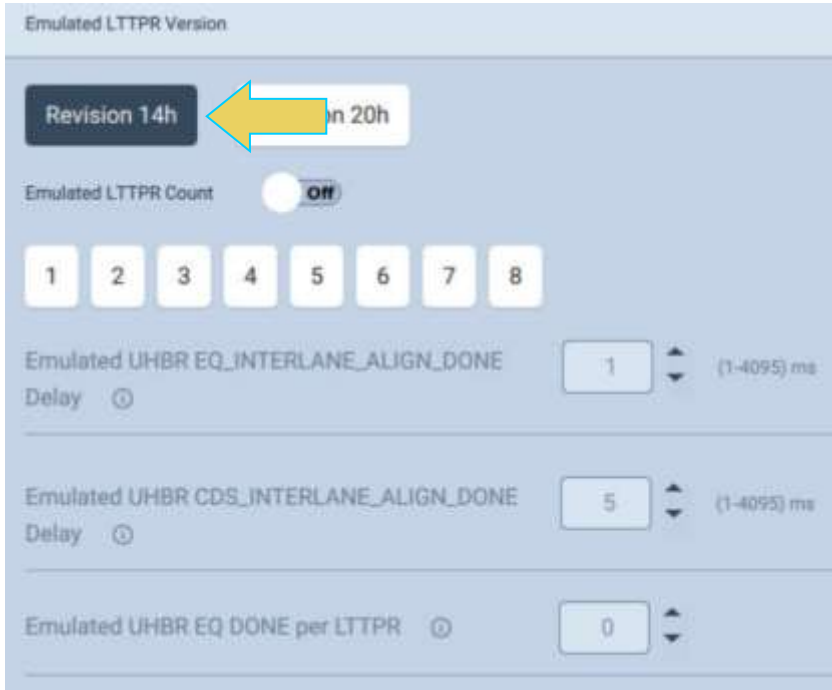 Emulated LTTPR Version
Revision 14h on 20h
Emulated LTTPR Count Off
1 2 3 4 5 6 7 8
Emulated UHBR EQ_INTERLANE_ALIGN_DONE 1 (1-4095) ms
Delay
Emulated UHBR CDS_INTERLANE_ALIGN_DONE 5 (1-4095) ms
Delay
Emulated UHBR EQ DONE per LTTPR 0